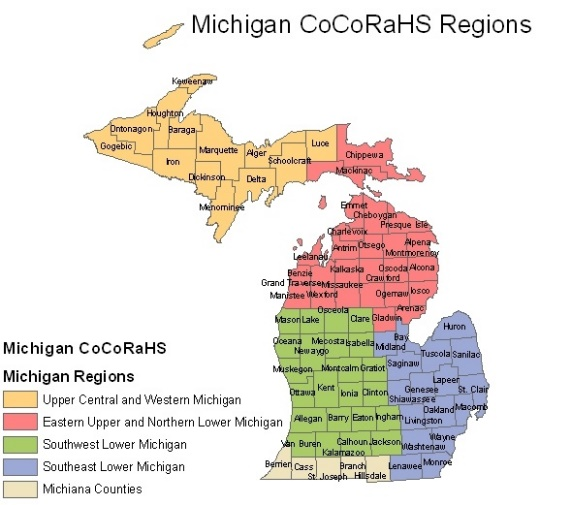 Michigan CoCoRaHS Regions
Keweenaw
Houghton
Ontonagon
Baraga
Gogebic
Iron
Marquette
Alger
Luce
Schoolcraft
Chippewa
Mackinac
Dickinson
Delta
Menominee
Emmet
Cheboygan
Presque Isle
Charlevoix
Antrim
Otsego
Alpena
Montmorency
Leelanau
Benzie
Kalkaska
Oscoda
Alcona
Crawford
Grand Traverse
Missaukee
Manistee
Wexford
Ogemaw
Iosco
Osceola
Arenac
Mason
Lake
Clare
Gladwin
Huron
Oceana
Mecosta
Isabella
Midland
Bay
Newaygo
Saginaw
Tuscola
Sanilac
Muskegon
Montcalm
Gratiot
Ottawa
Kent
Ionia
Clinton
Genesee
Shiawassee
Lapeer
St. Clair
Allegan
Barry
Eaton
Ingham
Oakland
Macomb
Livingston
Van Buren
Calhoun
Jackson
Kalamazoo
Washtenaw
Wayne
Berrien
Cass
St. Joseph
Branch
Hillsdale
Lenawee
Monroe
Michigan CoCoRaHS
Michigan Regions
Upper Central and Western Michigan
Eastern Upper and Northern Lower Michigan
Southwest Lower Michigan
Southeast Lower Michigan
Michiana Counties